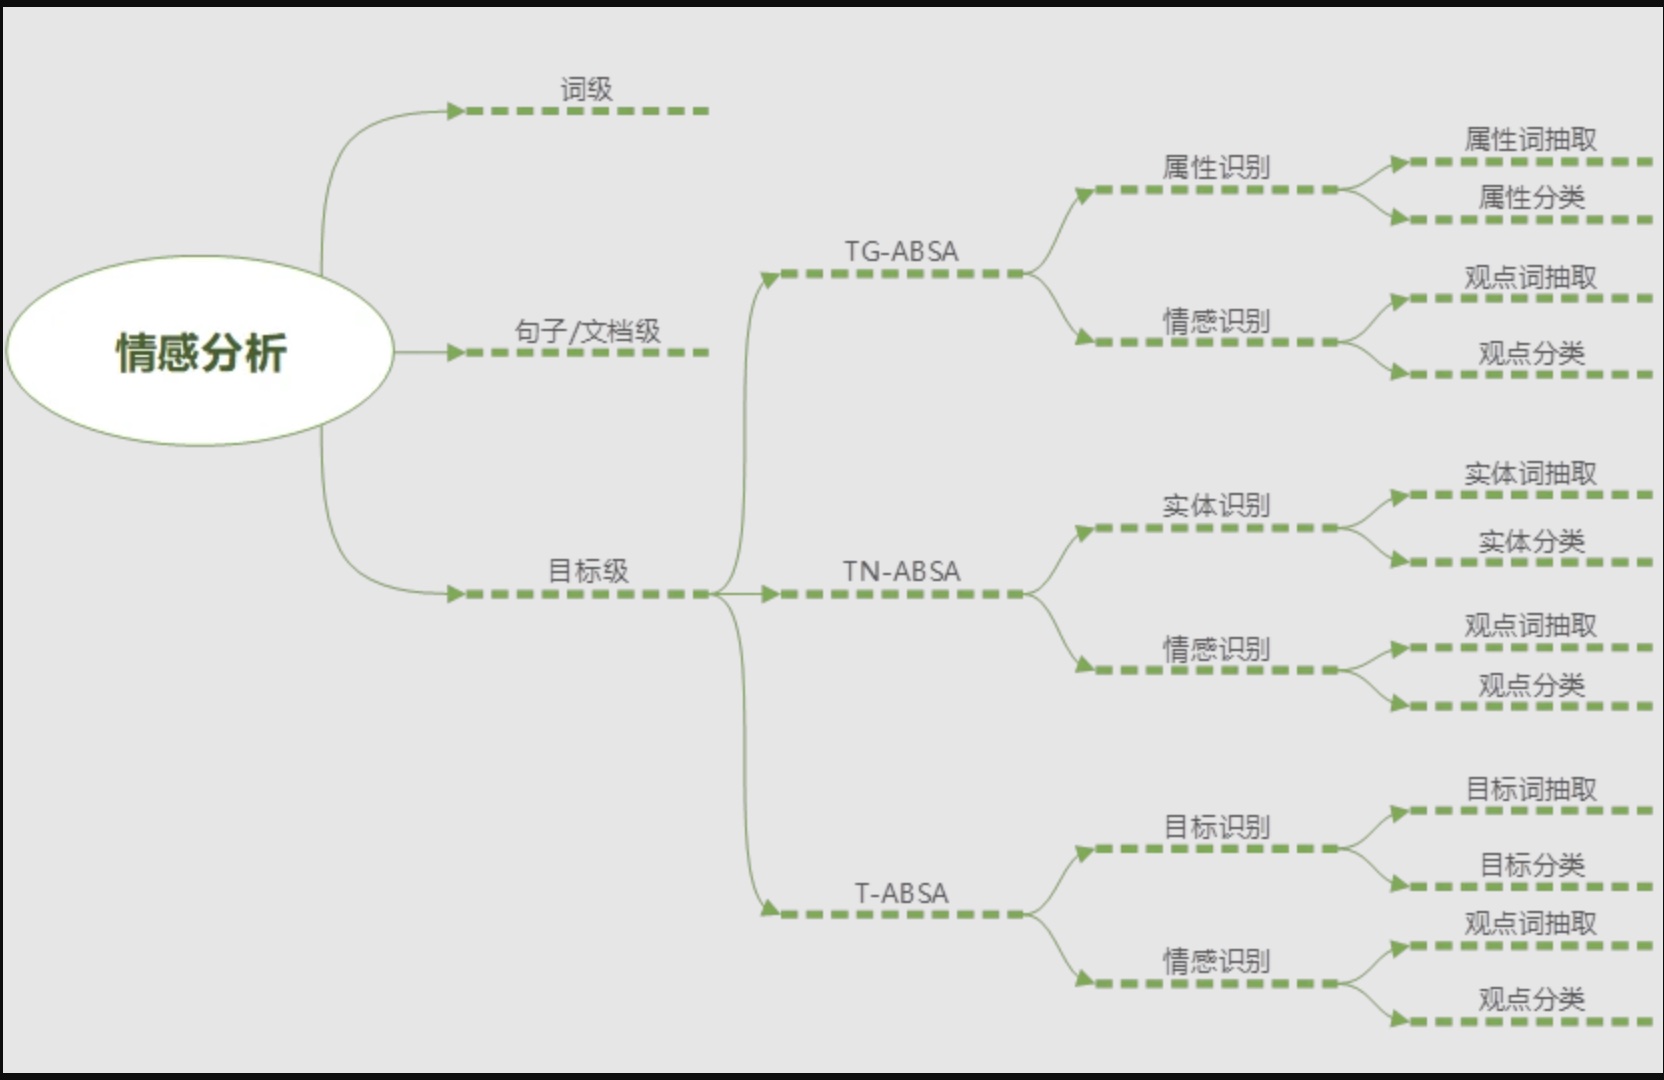 情感分析
词级
句子/文档级
目标级
TG-ABSA
属性识别
属性词抽取
属性分类
情感识别
观点词抽取
观点分类
TN-ABSA
实体识别
实体词抽取
实体分类
情感识别
观点词抽取
观点分类
T-ABSA
目标识别
目标词抽取
目标分类
情感识别
观点词抽取
观点分类